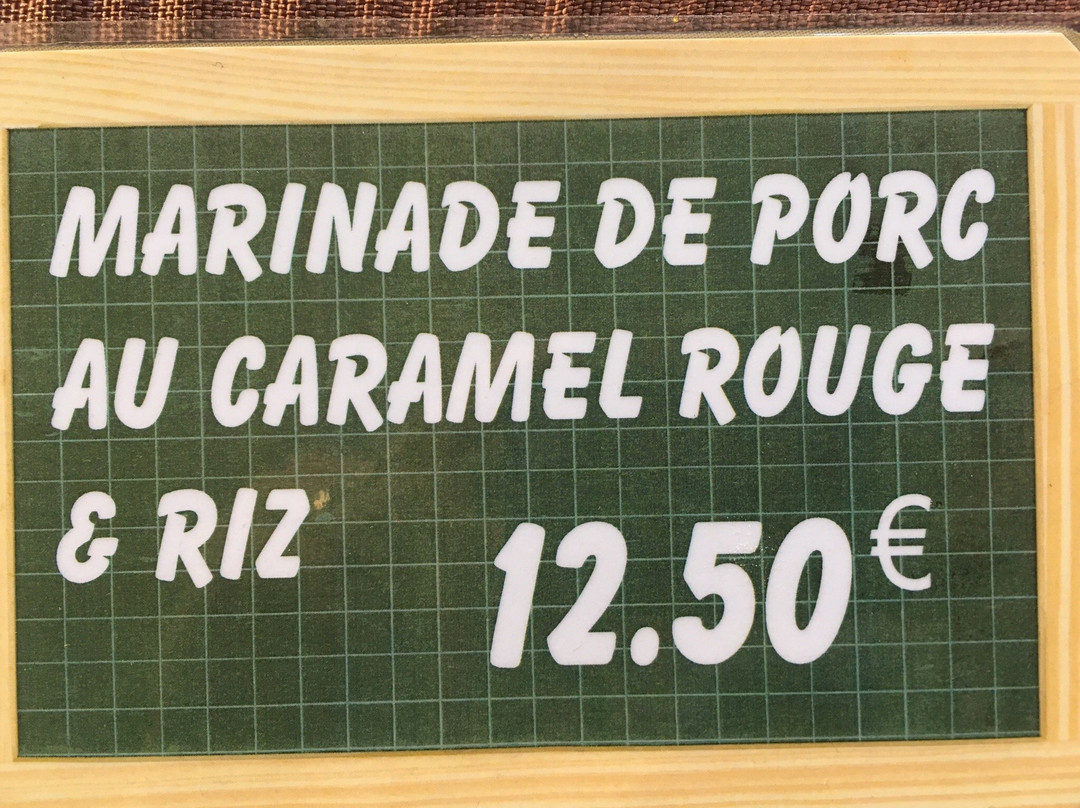 MARINADE DE PORC
AU CARAMEL ROUGE
& RIZ
12.50€